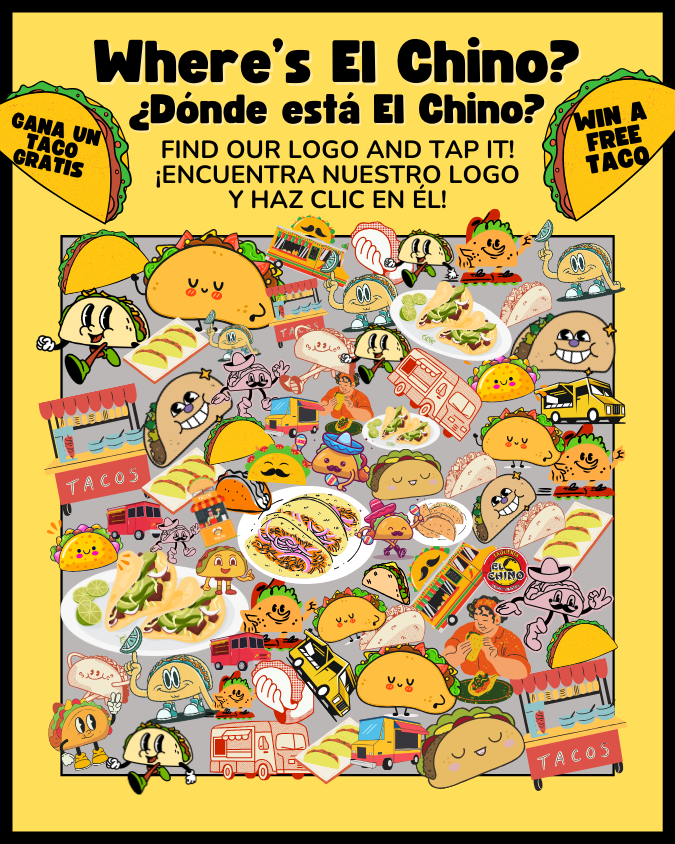 Where's El Chino?
¿Dónde está El Chino?
GANA UN
TACO
GRATIS
WIN A
FREE
TACO
FIND OUR LOGO AND TAP IT!
¡ENCUENTRA NUESTRO LOGO
Y HAZ CLIC EN ÉL!
TACOS
TACOS
EL
CHINO
TACOS